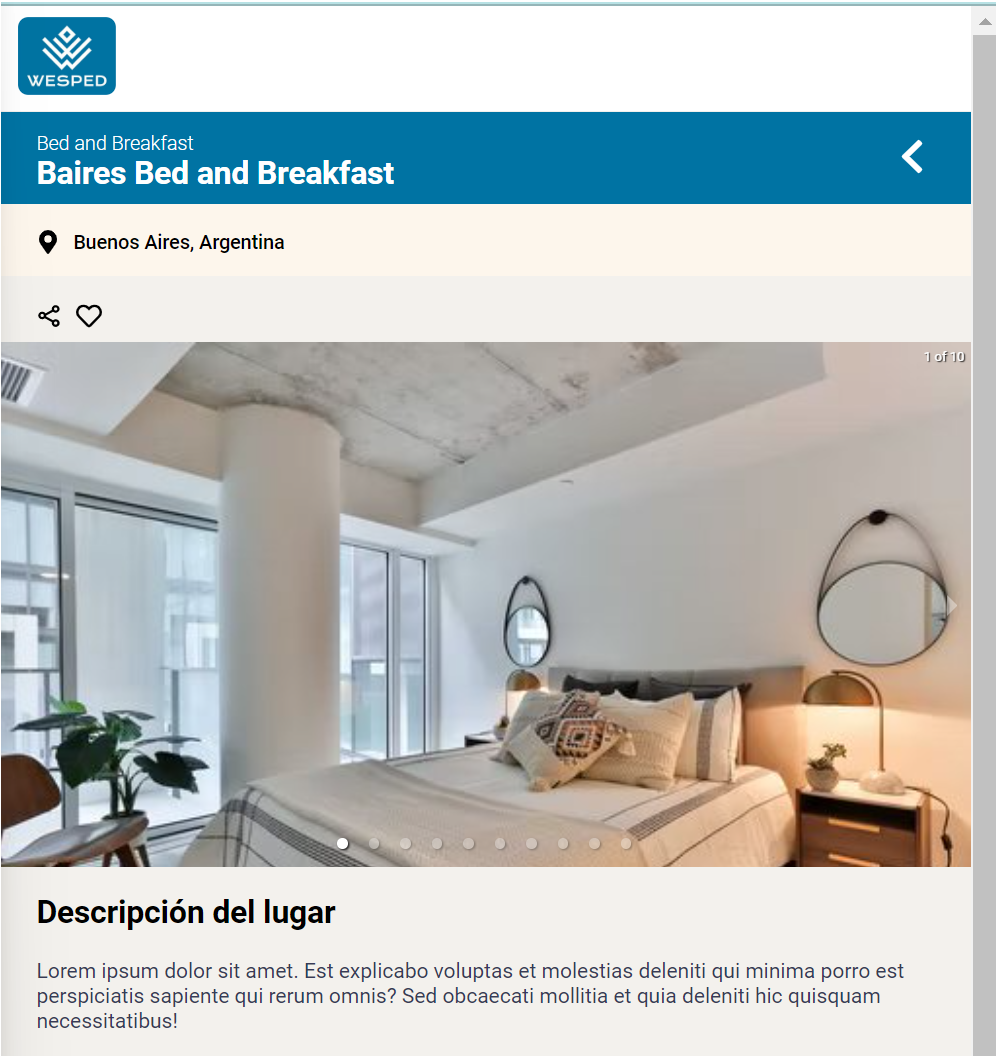 WESPED
Bed and Breakfast
Baires Bed and Breakfast
Buenos Aires, Argentina
1 of 10
Descripción del lugar
Lorem ipsum dolor sit amet. Est explicabo voluptas et molestias deleniti qui minima porro est
perspiciatis sapiente qui rerum omnis? Sed obcaecati mollitia et quia deleniti hic quisquam
necessitatibus!